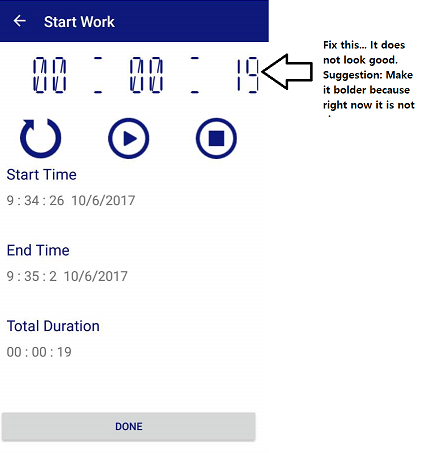 Start Work
00 : 00 : 19
Fix this... It does
not look good.
Suggestion: Make
it bolder because
right now it is not
Start Time
9 : 34 : 26 10/6/2017
End Time
9 : 35 : 2 10/6/2017
Total Duration
00 : 00 : 19
DONE